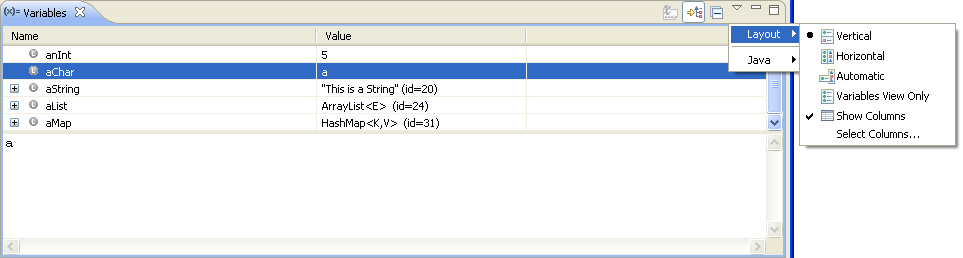 (x)= Variables
Name Value
anInt 5
aChar a
aString "This is a String" (id=20)
aList ArrayList<E> (id=24)
aMap HashMap<K,V> (id=31)
a
Layout
Java
Vertical
Horizontal
Automatic
Variables View Only
Show Columns
Select Columns...